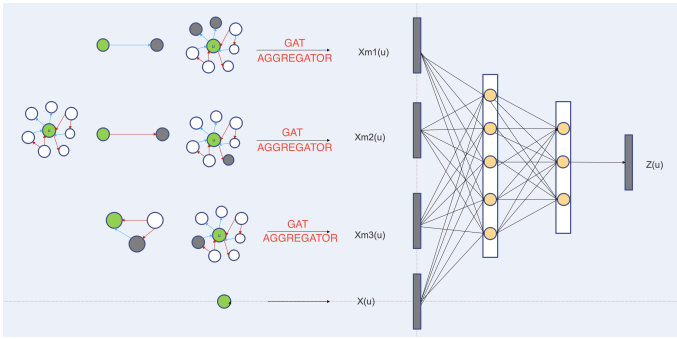 GAT
AGGREGATOR
Xm1(u)
u
GAT
AGGREGATOR
Xm2(u)
u
u
Z(u)
GAT
AGGREGATOR
Xm3(u)
u
X(u)